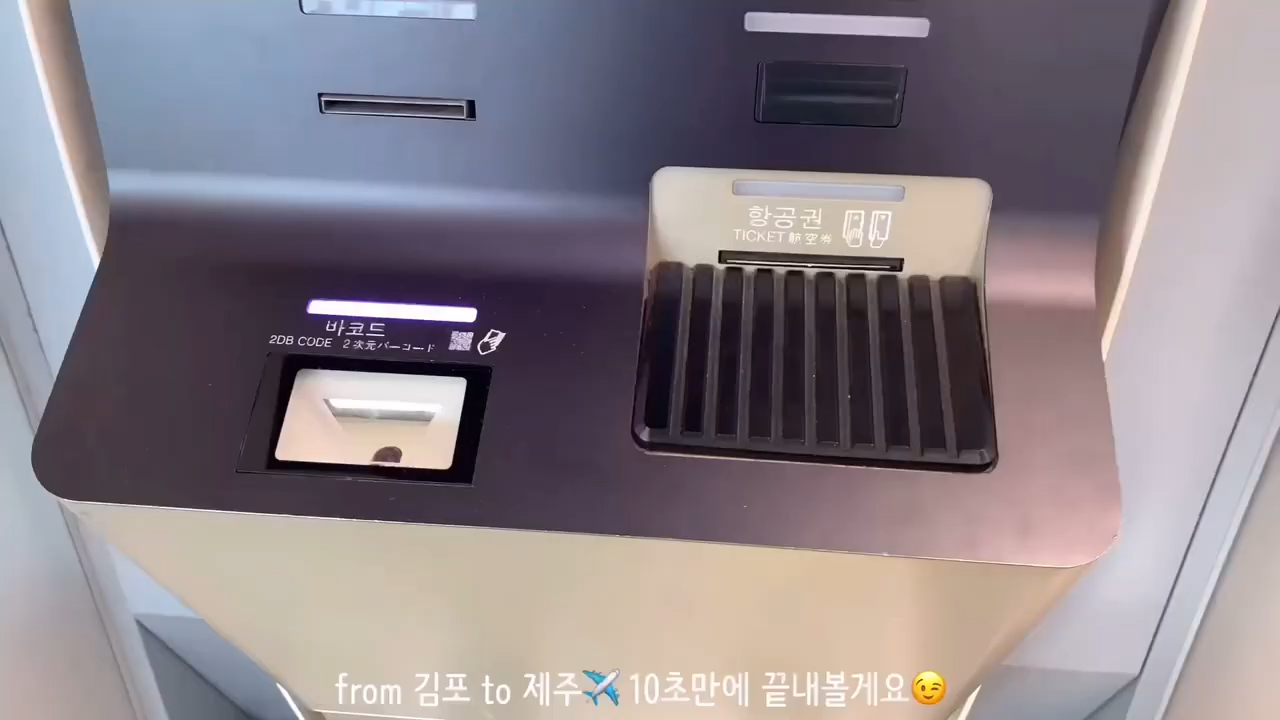 항공권
TICKET 航空券
바코드
2DB CODE 2次元バーコード
from 김포 to 제주✈️ 10초만에 끝내볼게요😉